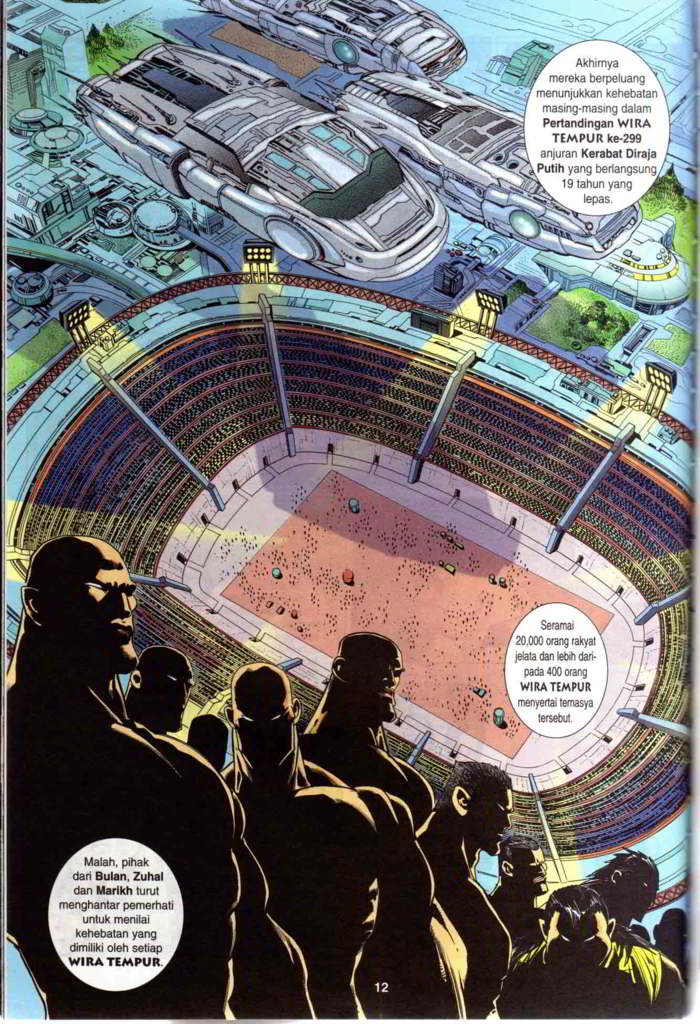 Akhirnya
mereka berpeluang
menunjukkan kehebatan
masing-masing dalam
Pertandingan WIRA
TEMPUR ke-299
anjuran Kerabat Diraja
Putih yang berlangsung
19 tahun yang
lepas.
Seramai
20,000 orang rakyat
jelata dan lebih dari-
pada 400 orang
WIRA TEMPUR
menyertai temasya
tersebut.
Malah, pihak
dari Bulan, Zuhal
dan Marikh turut
menghantar pemerhati
untuk menilai
kehebatan yang
dimiliki oleh setiap
WIRA TEMPUR.
12